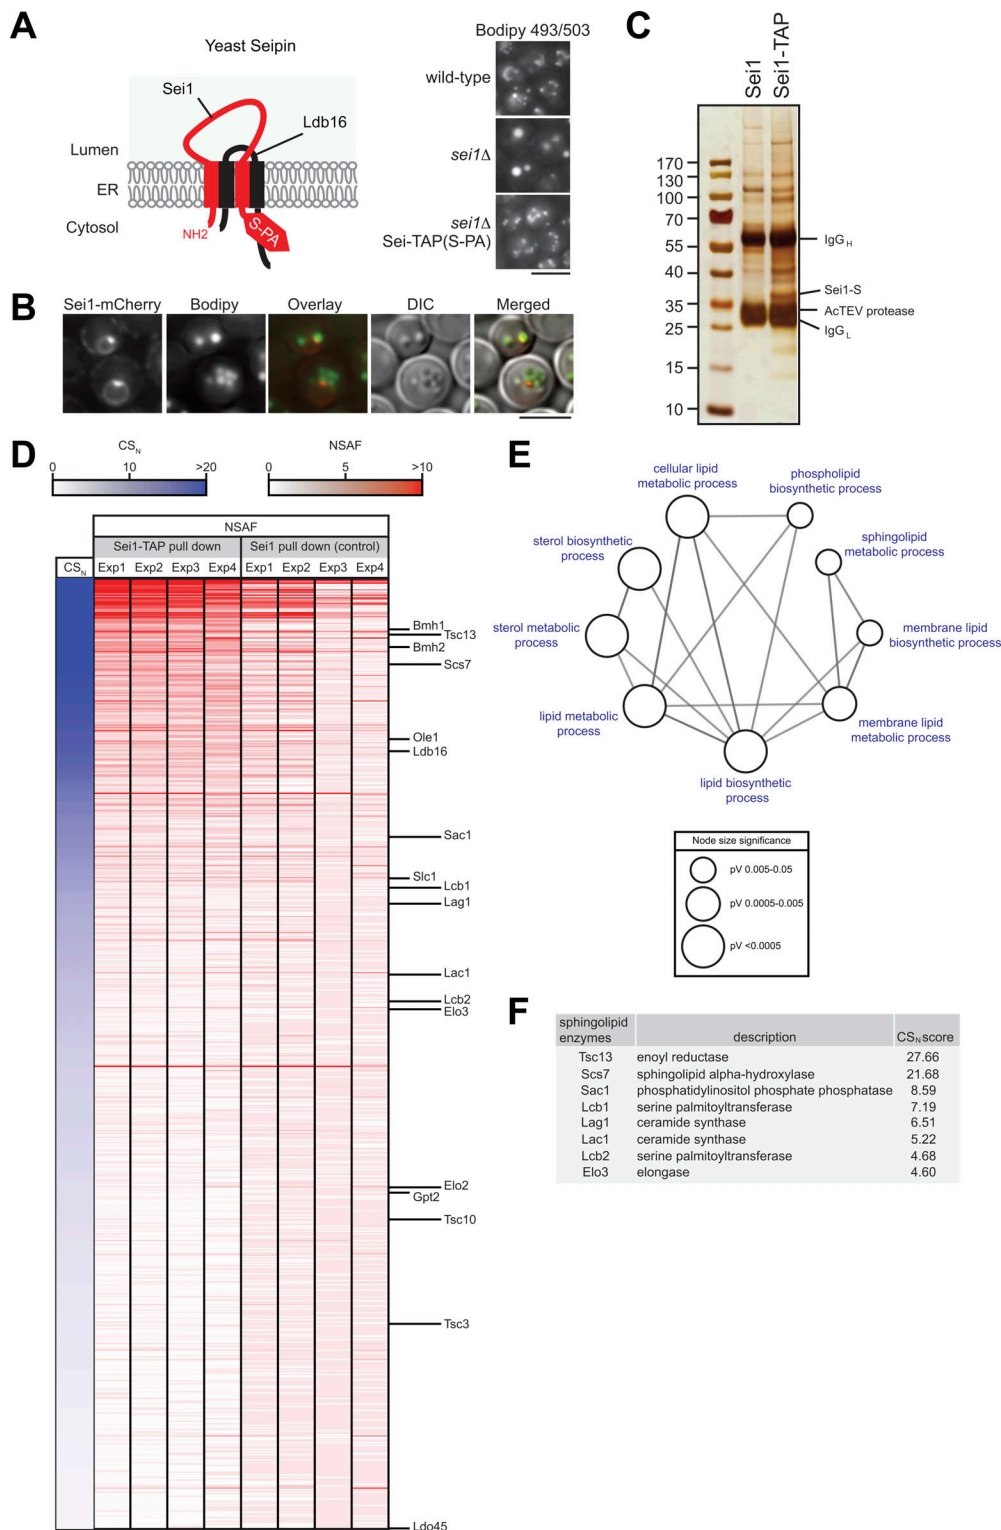 A
Yeast Seipin
Sei1
Ldb16
Lumen
ER
Cytosol
NH2
S-PA
Bodipy 493/503
wild-type
sei1Δ
sei1Δ
Sei-TAP(S-PA)
B
Sei1-mCherry
Bodipy
Overlay
DIC
Merged
C
Sei1
Sei1-TAP
170
130
100
70
55
40
35
25
15
10
IgG H
Sei1-S
AcTEV protease
IgG L
D
CS N
0 10 >20
NSAF
0 5 >10
NSAF
Sei1-TAP pull down Sei1 pull down (control)
CS N Exp1 Exp2 Exp3 Exp4 Exp1 Exp2 Exp3 Exp4
Bmh1
Tsc13
Bmh2
Scs7
Ole1
Ldb16
Sac1
Slc1
Lcb1
Lag1
Lac1
Lcb2
Elo3
Elo2
Gpt2
Tsc10
Tsc3
Ldo45
E
cellular lipid
metabolic process
phospholipid
biosynthetic process
sterol biosynthetic
process
sphingolipid
metabolic process
sterol metabolic
process
membrane lipid
biosynthetic process
lipid metabolic
process
membrane lipid
metabolic process
lipid biosynthetic
process
Node size significance
pV 0.005-0.05
pV 0.0005-0.005
pV <0.0005
F
sphingolipid
enzymes description CS N score
Tsc13 enoyl reductase 27.66
Scs7 sphingolipid alpha-hydroxylase 21.68
Sac1 phosphatidylinositol phosphate phosphatase 8.59
Lcb1 serine palmitoyltransferase 7.19
Lag1 ceramide synthase 6.51
Lac1 ceramide synthase 5.22
Lcb2 serine palmitoyltransferase 4.68
Elo3 elongase 4.60